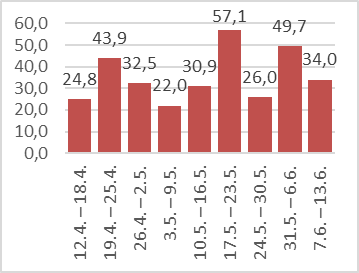 60,0
50,0
40,0
30,0
20,0
10,0
0,0
24,8
43,9
32,5
22,0
30,9
57,1
26,0
49,7
34,0
12.4. – 18.4.
19.4. – 25.4.
26.4. – 2.5.
3.5. – 9.5.
10.5. – 16.5.
17.5. – 23.5.
24.5. – 30.5.
31.5. – 6.6.
7.6. – 13.6.